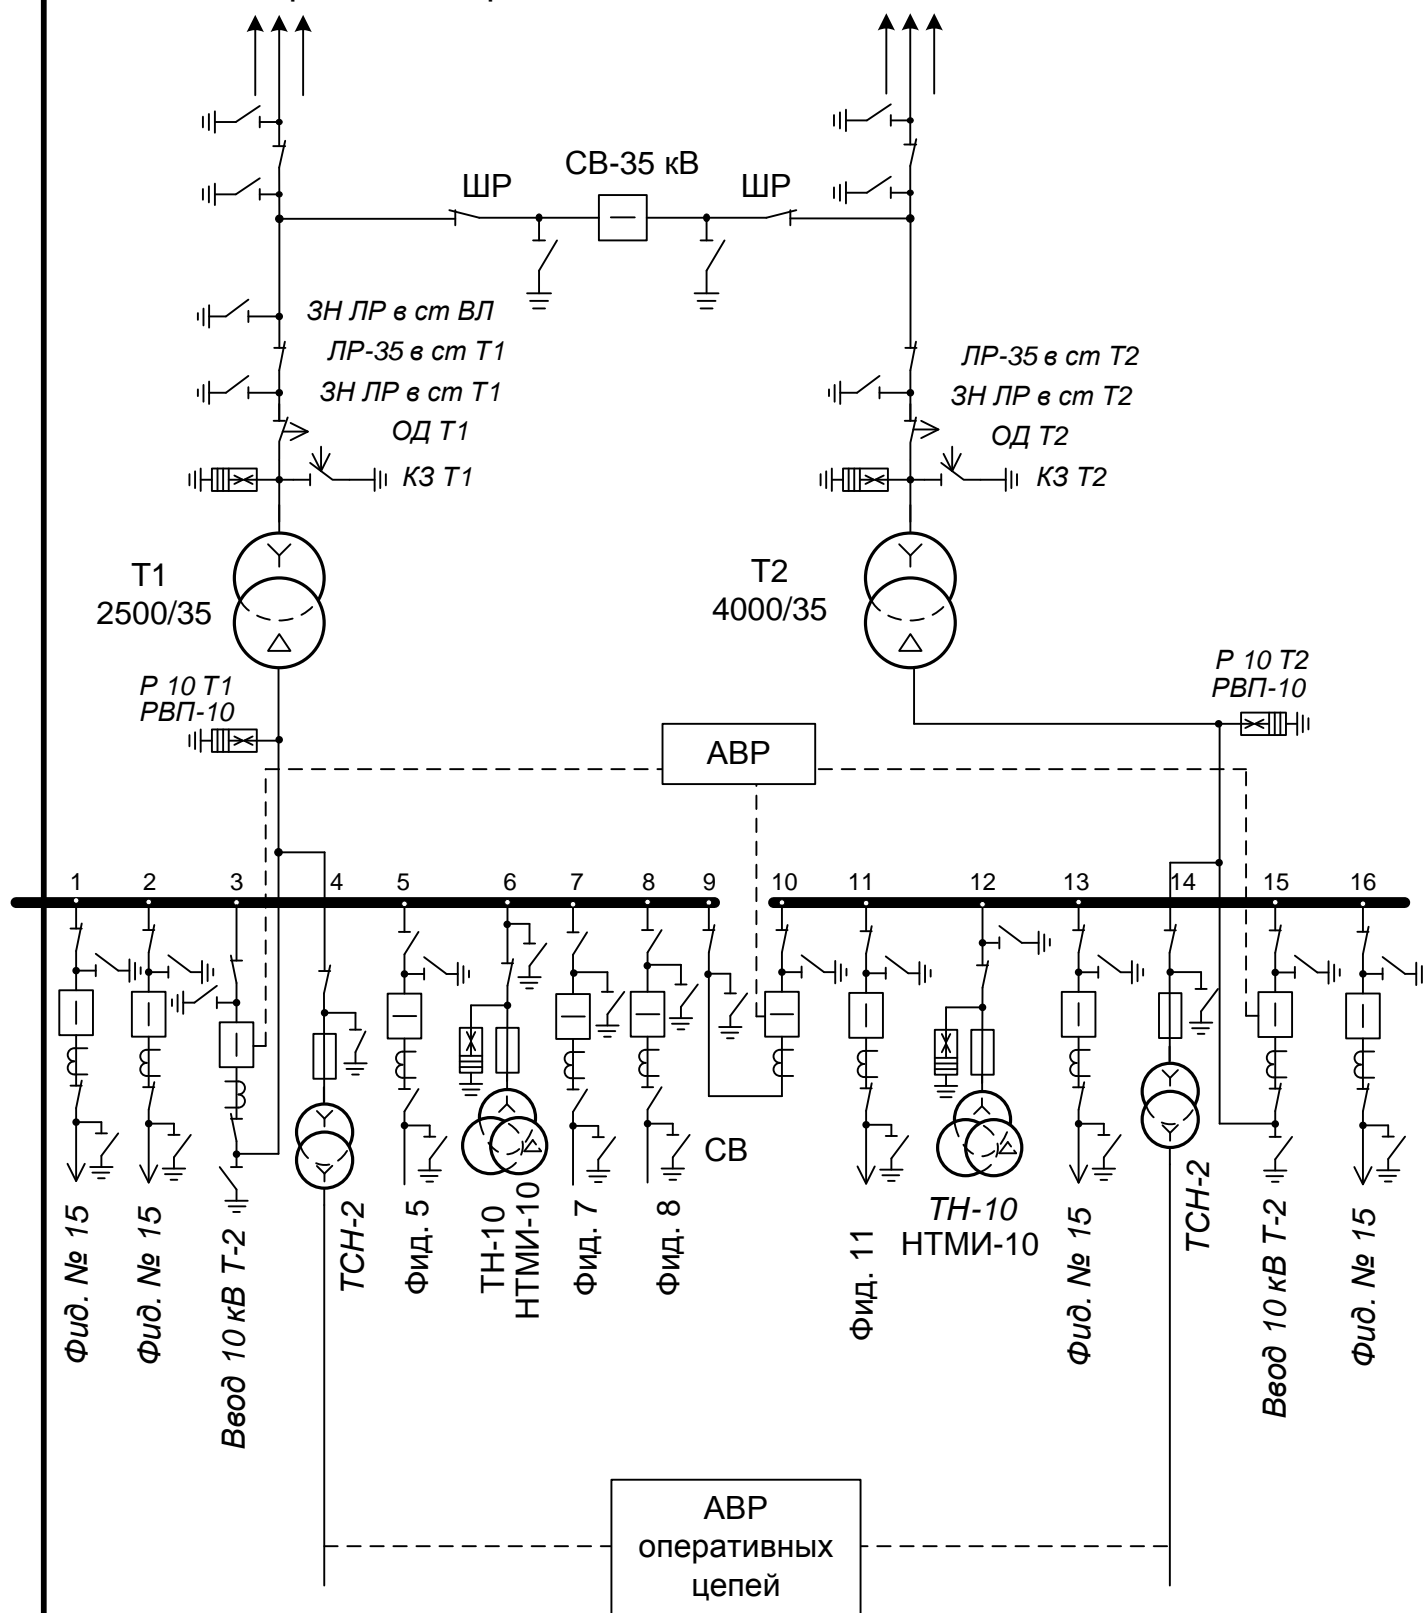 СВ-35 кВ
ШР
ШР
ЗН ЛР в ст ВЛ
ЛР-35 в ст Т1
ЗН ЛР в ст Т1
ОД Т1
КЗ Т1
ЛР-35 в ст Т2
ЗН ЛР в ст Т2
ОД Т2
КЗ Т2
Т1
2500/35
Т2
4000/35
Р 10 Т1
РВП-10
Р 10 Т2
РВП-10
АВР
1 2 3 4 5 6 7 8 9 10 11 12 13 14 15 16
Фид. № 15
Фид. № 15
Ввод 10 кВ Т-2
ТСН-2
Фид. 5
ТН-10
НТМИ-10
Фид. 7
Фид. 8
СВ
Фид. 11
ТН-10
НТМИ-10
Фид. № 15
ТСН-2
Ввод 10 кВ Т-2
Фид. № 15
АВР
оперативных
цепей